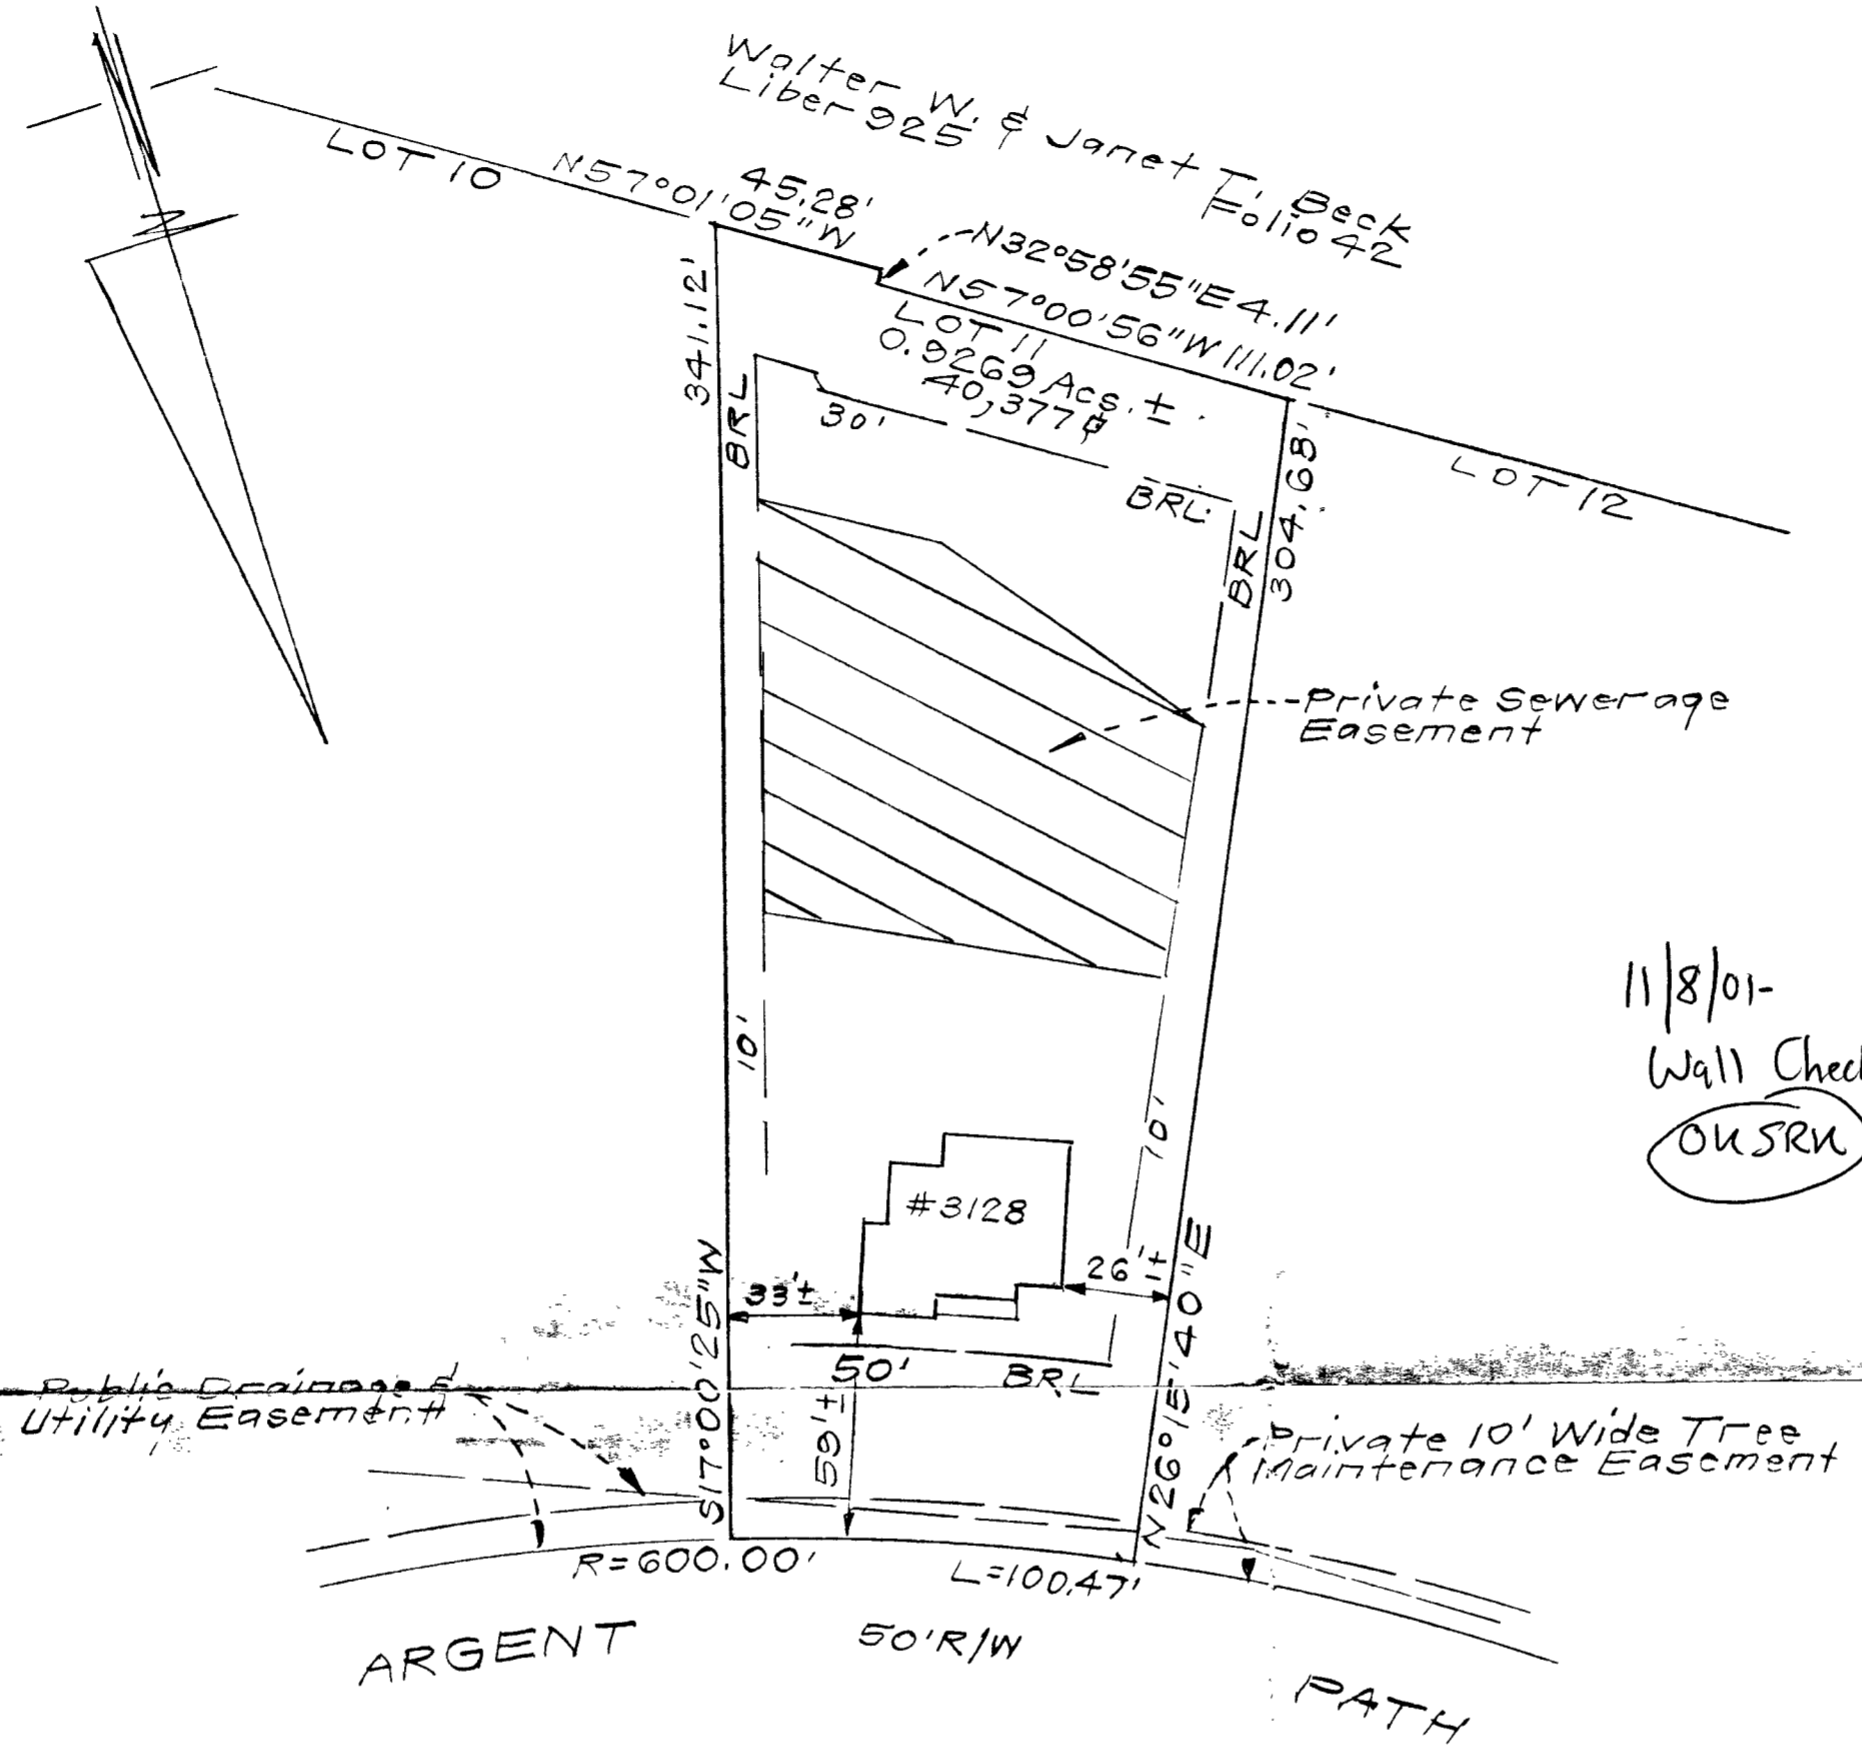 Walter W. & Janet T. Beck
Liber 925 Folio 42
LOT 10
N57°01'05"W
45.28'
N32°58'55"E 4.11'
N57°00'56"W 111.02'
LOT 11
0.9269 Acs. ±
40,377
341.12'
BRL
30'
BRL
BRL
304.68'
LOT 12
N
Private Sewerage
Easement
11/8/01-
Wall Check
OK SRK
10'
10'
#3128
33'±
26'±
S17°00'25"W
N26°15'40"E
50'
BRL
59'±
Public Drainage &
Utility Easement
Private 10' Wide Tree
Maintenance Easement
R=600.00'
L=100.47'
ARGENT
50'R/W
PATH